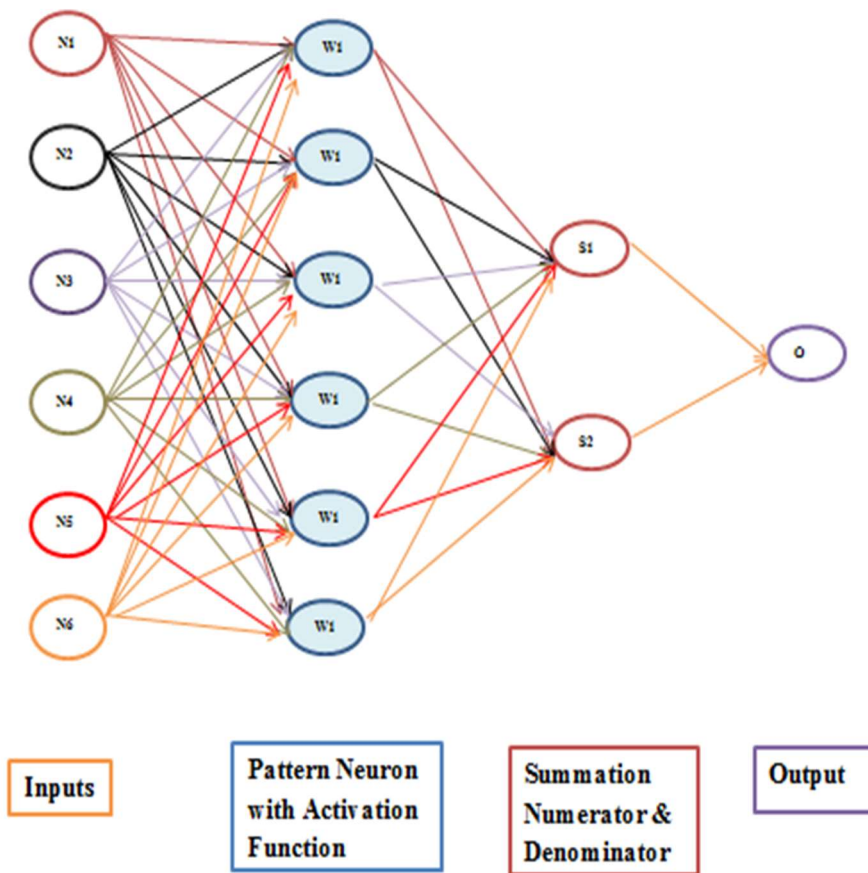 N1
N2
N3
N4
N5
N6
W1
W1
W1
W1
W1
W1
S1
S2
O
Inputs
Pattern Neuron
with Activation
Function
Summation
Numerator &
Denominator
Output